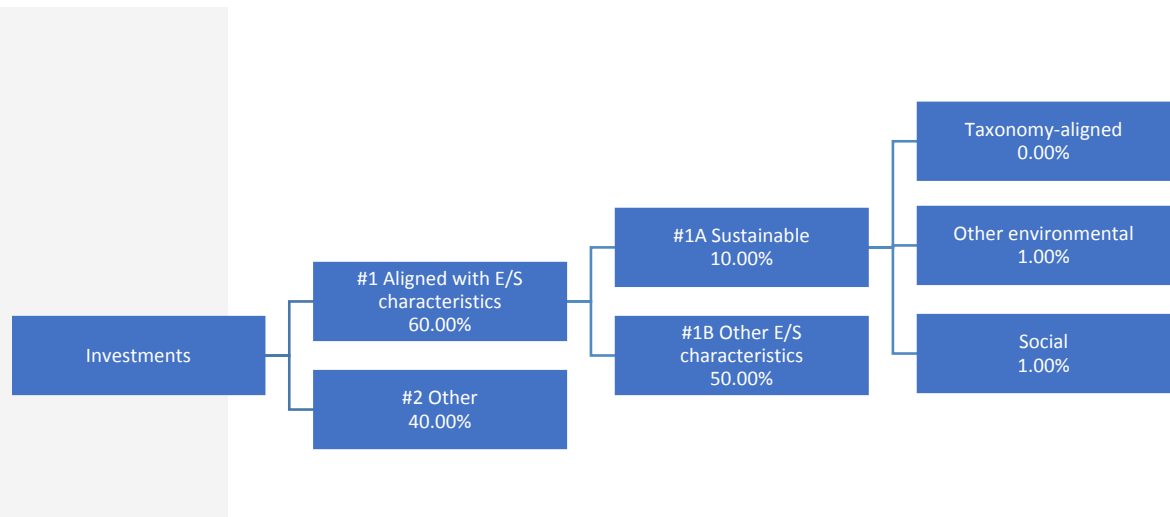 Investments
#1 Aligned with E/S
characteristics
60.00%
#2 Other
40.00%
#1A Sustainable
10.00%
#1B Other E/S
characteristics
50.00%
Taxonomy-aligned
0.00%
Other environmental
1.00%
Social
1.00%